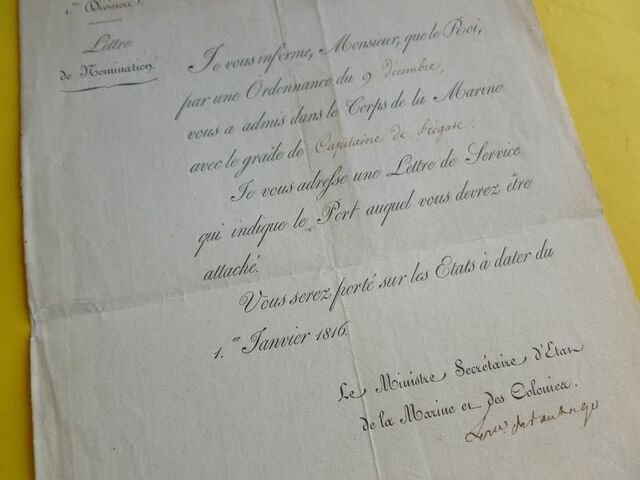 1.re Division.
Lettre
de Nomination.
Je vous informe, Monsieur, que le Roi,
par une Ordonnance du 9 décembre,
vous a admis dans le Corps de la Marine
avec le grade de Capitaine de frégate.
Je vous adresse une Lettre de Service
qui indique le Port auquel vous devrez être
attaché.
Vous serez porté sur les Etats à dater du
1.er Janvier 1816.
Le Ministre Secrétaire d'Etat
de la Marine et des Colonies.